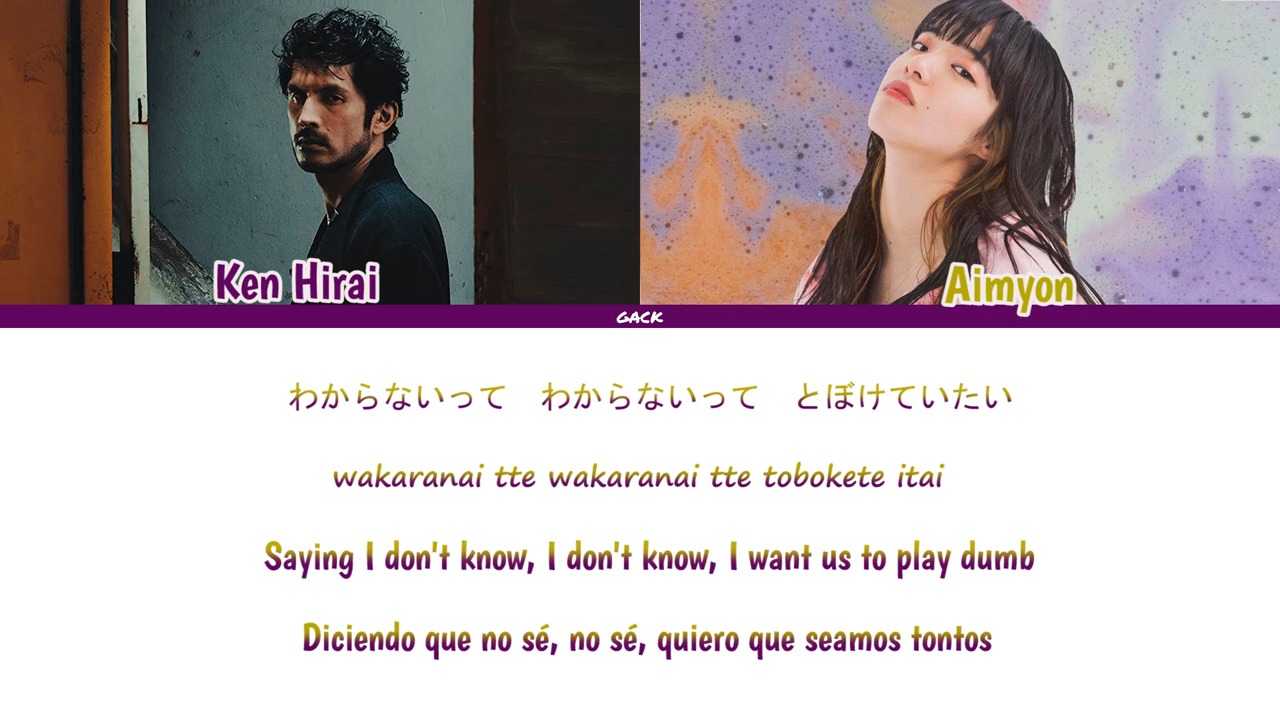 Ken Hirai
Aimyon
GACK
わからないって　わからないって　とぼけていたい
wakaranai tte wakaranai tte tobokete itai
Saying I don't know, I don't know, I want us to play dumb
Diciendo que no sé, no sé, quiero que seamos tontos